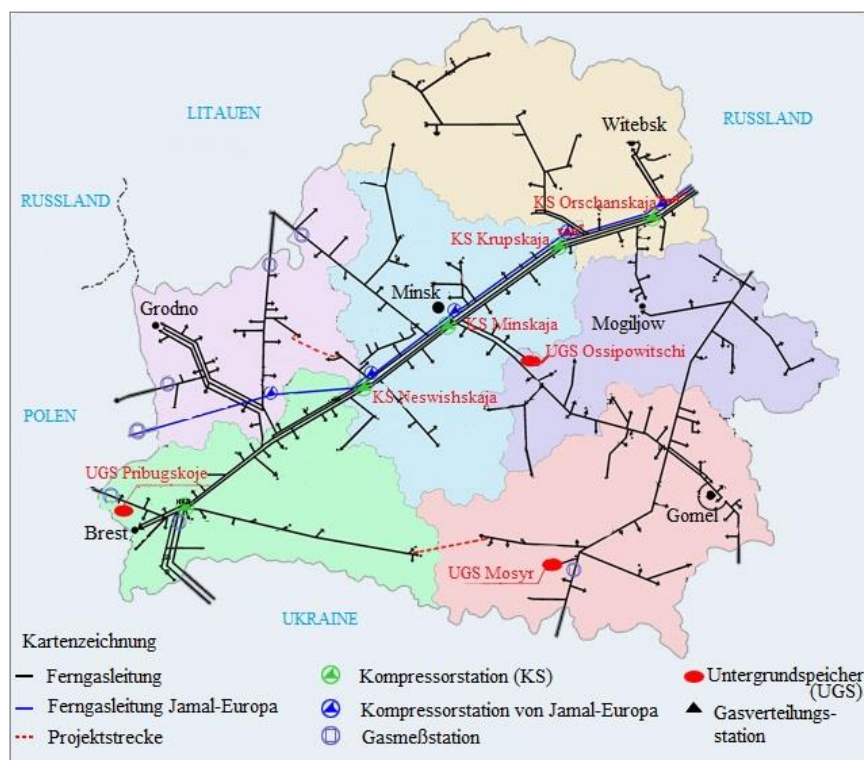 LITAUEN
Witebsk
RUSSLAND
RUSSLAND
KS Orschanskaja
KS Krupskaja
Minsk
Grodno
KS Minskaja
Mogiljow
UGS Ossipowitschi
POLEN
KS Neswishskaja
UGS Pribugskoje
Gomel
Brest
UGS Mosyr
UKRAINE
Kartenzeichnung
Ferngasleitung
Kompressorstation (KS)
Untergrundspeicher
(UGS)
Ferngasleitung Jamal-Europa
Kompressorstation von Jamal-Europa
Gasverteilungs-
station
Projektstrecke
Gasmeßstation